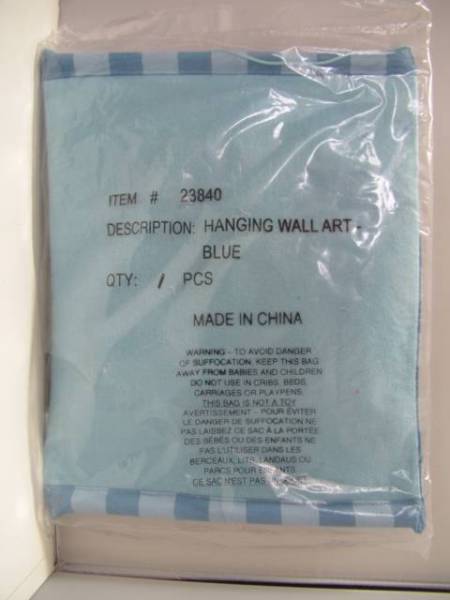 ITEM # 23840
DESCRIPTION: HANGING WALL ART -
BLUE
QTY: 1 PCS
MADE IN CHINA
WARNING - TO AVOID DANGER
OF SUFFOCATION, KEEP THIS BAG
AWAY FROM BABIES AND CHILDREN
DO NOT USE IN CRIBS, BEDS,
CARRIAGES OR PLAYPENS.
THIS BAG IS NOT A TOY
AVERTISSEMENT - POUR ÉVITER
LE DANGER DE SUFFOCATION NE
PAS LAISSEZ CE SAC À LA PORTÉE
DES BÉBÉS OU DES ENFANTS NE
PAS L'UTILISER DANS LES
BERCEAUX, LITS, LANDAUS OU
PARCS POUR ENFANTS
CE SAC N'EST PAS